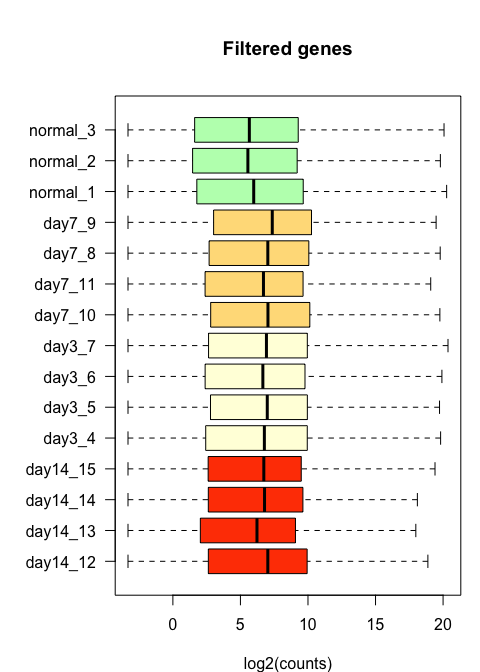 Filtered genes
normal_3
normal_2
normal_1
day7_9
day7_8
day7_11
day7_10
day3_7
day3_6
day3_5
day3_4
day14_15
day14_14
day14_13
day14_12
0 5 10 15 20
log2(counts)